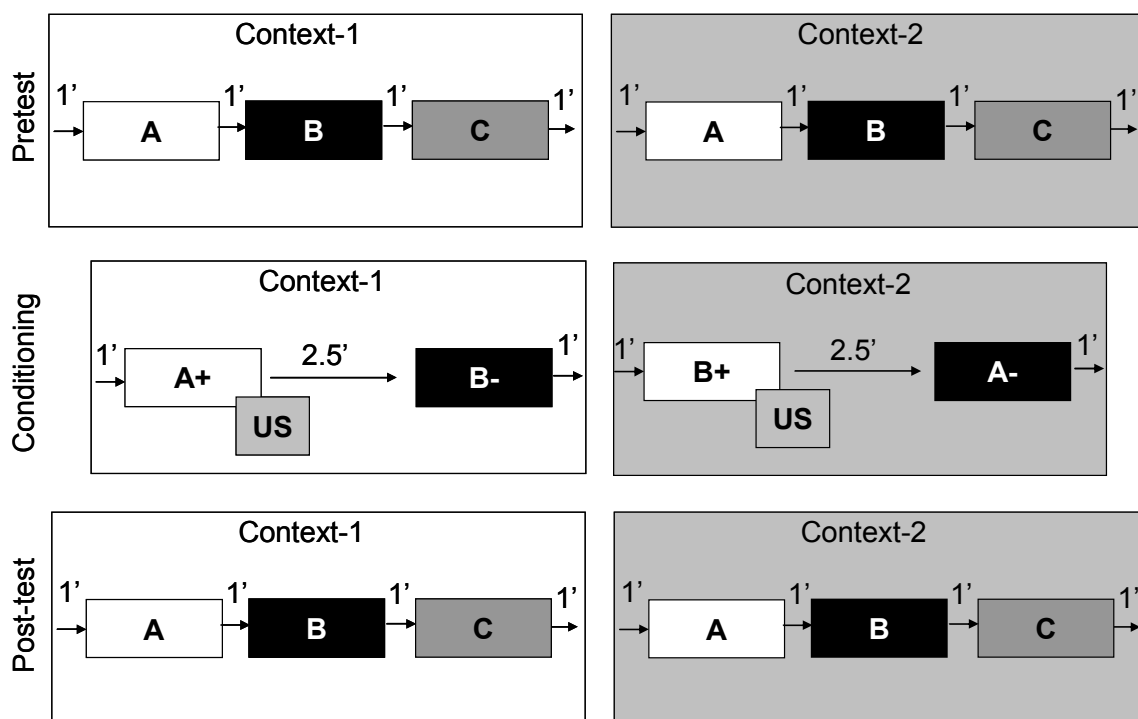 Pretest
Context-1
1’ 1’ 1’ 1’
A B C
Context-2
1’ 1’ 1’ 1’
A B C
Conditioning
Context-1
1’ 2.5’ 1’
A+ B-
US
Context-2
1’ 2.5’ 1’
B+ A-
US
Post-test
Context-1
1’ 1’ 1’ 1’
A B C
Context-2
1’ 1’ 1’ 1’
A B C